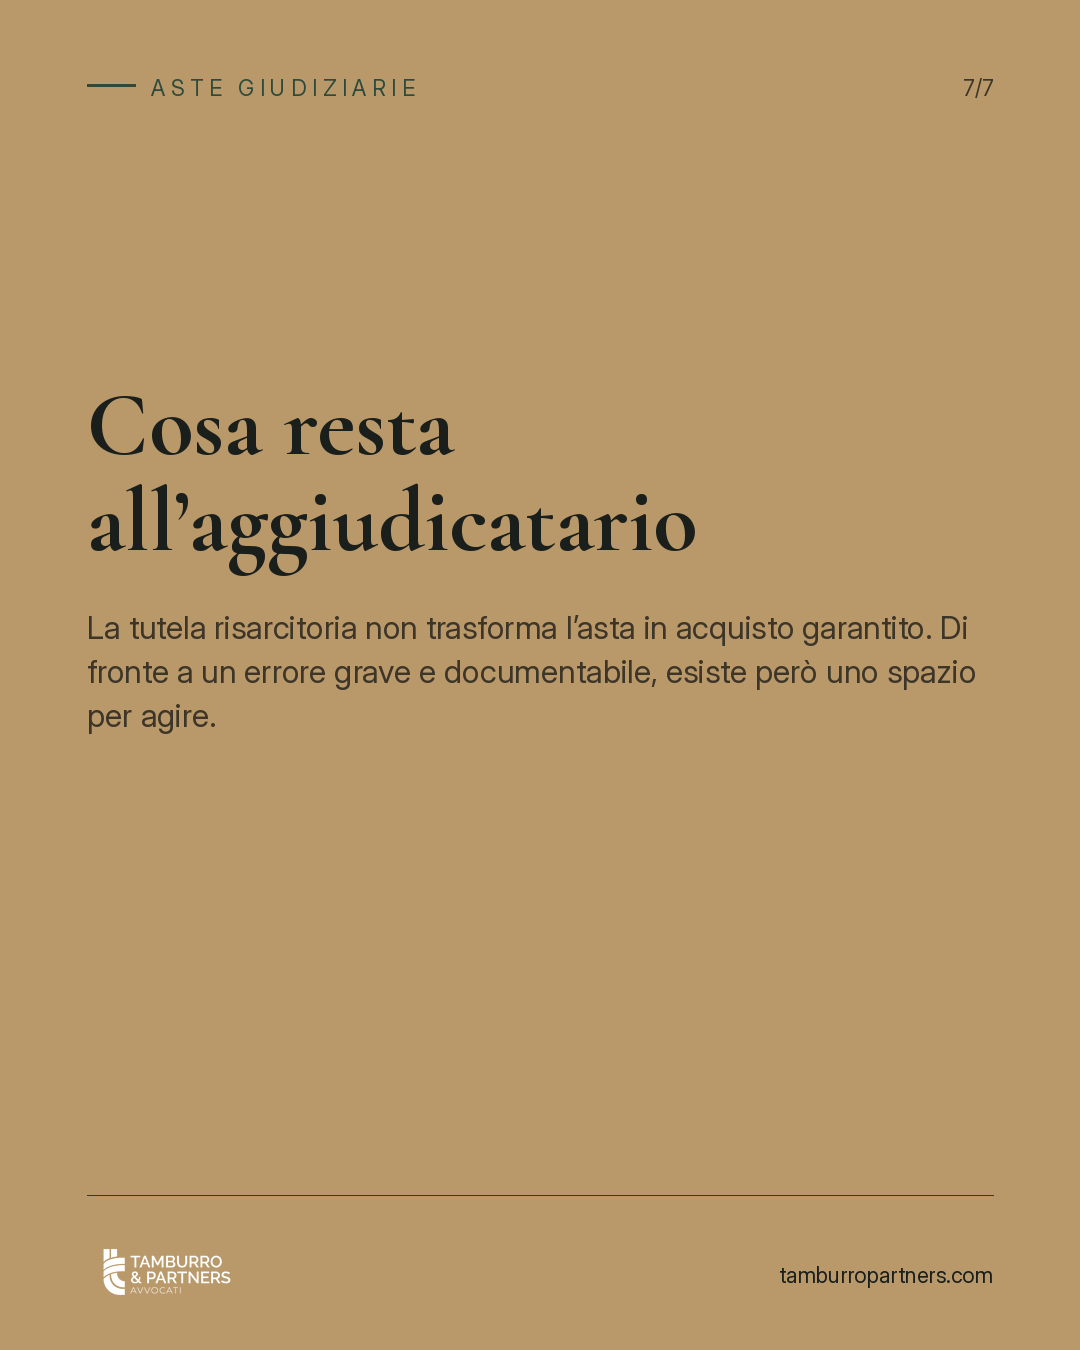 ASTE GIUDIZIARIE
7/7
Cosa resta
all’aggiudicatario
La tutela risarcitoria non trasforma l’asta in acquisto garantito. Di
fronte a un errore grave e documentabile, esiste però uno spazio
per agire.
TAMBURRO
& PARTNERS
AVVOCATI
tamburropartners.com